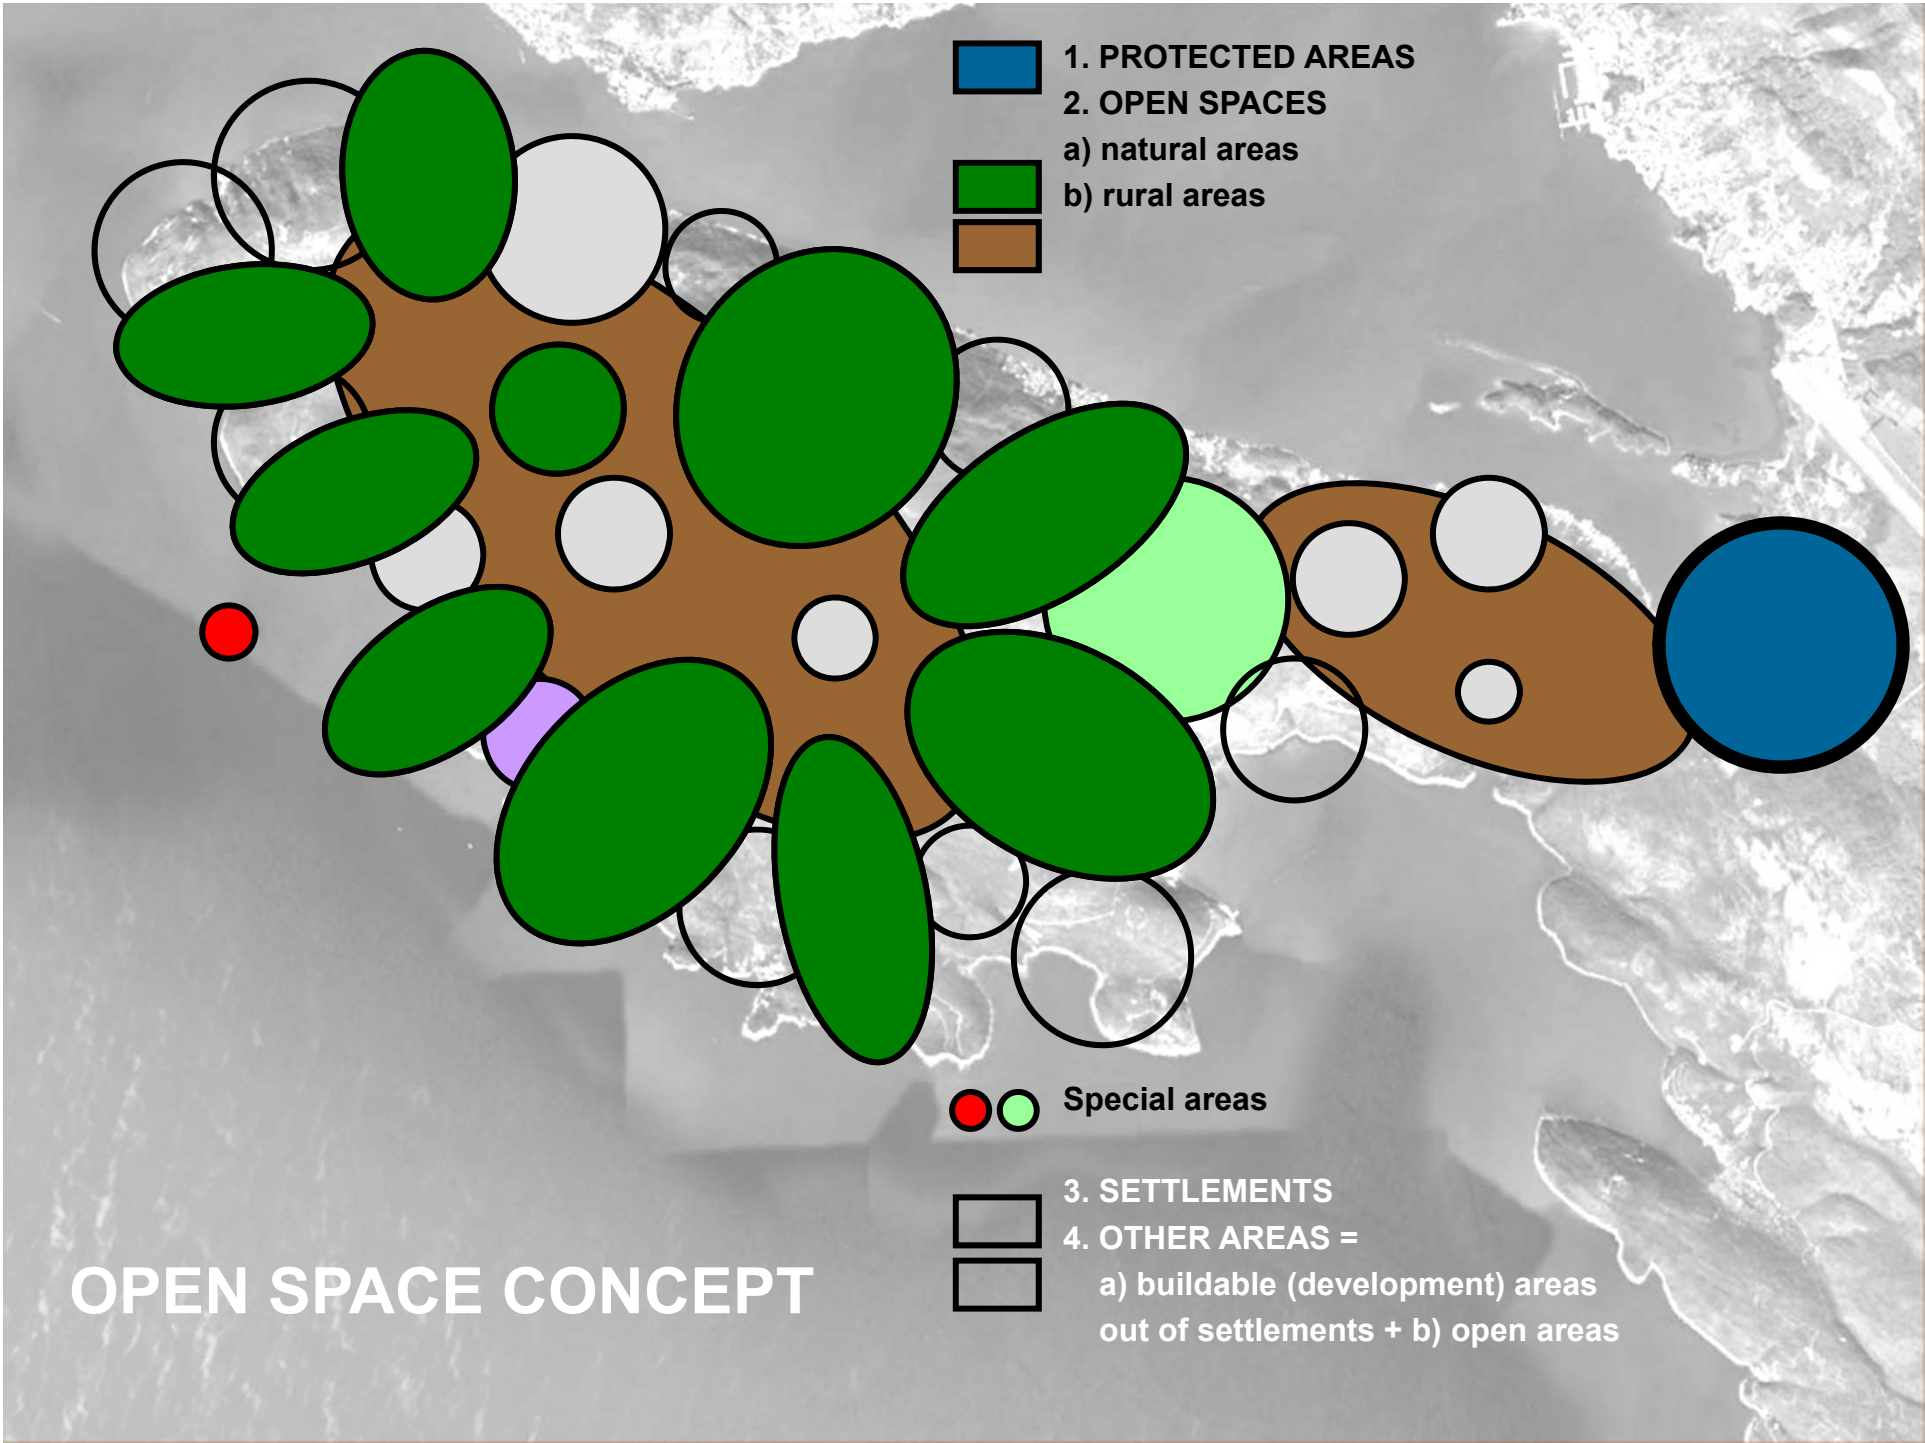 1. PROTECTED AREAS
2. OPEN SPACES
a) natural areas
b) rural areas
Special areas
3. SETTLEMENTS
4. OTHER AREAS =
a) buildable (development) areas
out of settlements + b) open areas
OPEN SPACE CONCEPT